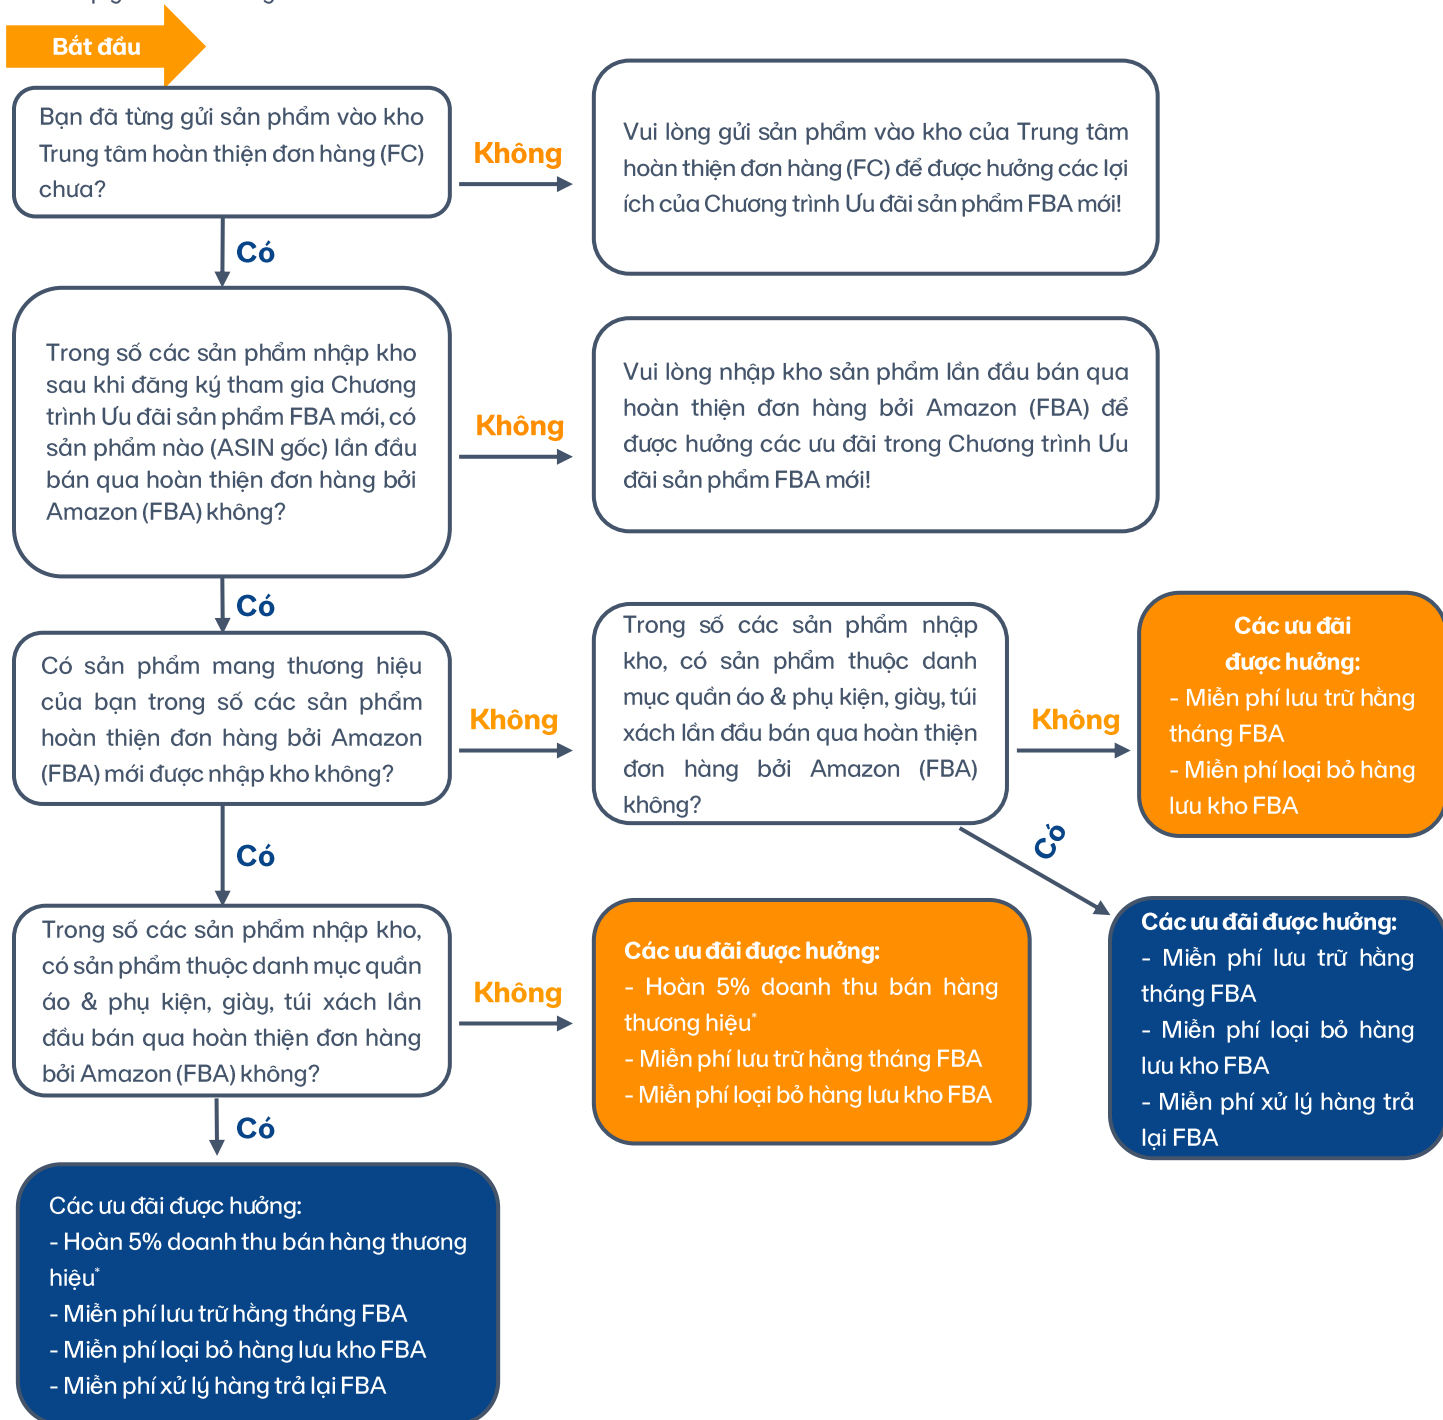 Bắt đầu
Bạn đã từng gửi sản phẩm vào kho
Trung tâm hoàn thiện đơn hàng (FC)
chưa?
Không
Vui lòng gửi sản phẩm vào kho của Trung tâm
hoàn thiện đơn hàng (FC) để được hưởng các lợi
ích của Chương trình Ưu đãi sản phẩm FBA mới!
Có
Trong số các sản phẩm nhập kho
sau khi đăng ký tham gia Chương
trình Ưu đãi sản phẩm FBA mới, có
sản phẩm nào (ASIN gốc) lần đầu
bán qua hoàn thiện đơn hàng bởi
Amazon (FBA) không?
Không
Vui lòng nhập kho sản phẩm lần đầu bán qua
hoàn thiện đơn hàng bởi Amazon (FBA) để
được hưởng các ưu đãi trong Chương trình Ưu
đãi sản phẩm FBA mới!
Có
Có sản phẩm mang thương hiệu
của bạn trong số các sản phẩm
hoàn thiện đơn hàng bởi Amazon
(FBA) mới được nhập kho không?
Không
Trong số các sản phẩm nhập
kho, có sản phẩm thuộc danh
mục quần áo & phụ kiện, giày, túi
xách lần đầu bán qua hoàn thiện
đơn hàng bởi Amazon (FBA)
không?
Không
Các ưu đãi
được hưởng:
- Miễn phí lưu trữ hằng
tháng FBA
- Miễn phí loại bỏ hàng
lưu kho FBA
Có
Các ưu đãi được hưởng:
- Miễn phí lưu trữ hằng
tháng FBA
- Miễn phí loại bỏ hàng
lưu kho FBA
- Miễn phí xử lý hàng trả
lại FBA
Có
Trong số các sản phẩm nhập kho,
có sản phẩm thuộc danh mục quần
áo & phụ kiện, giày, túi xách lần
đầu bán qua hoàn thiện đơn hàng
bởi Amazon (FBA) không?
Không
Các ưu đãi được hưởng:
- Hoàn 5% doanh thu bán hàng
thương hiệu*
- Miễn phí lưu trữ hằng tháng FBA
- Miễn phí loại bỏ hàng lưu kho FBA
Có
Các ưu đãi được hưởng:
- Hoàn 5% doanh thu bán hàng thương
hiệu*
- Miễn phí lưu trữ hằng tháng FBA
- Miễn phí loại bỏ hàng lưu kho FBA
- Miễn phí xử lý hàng trả lại FBA